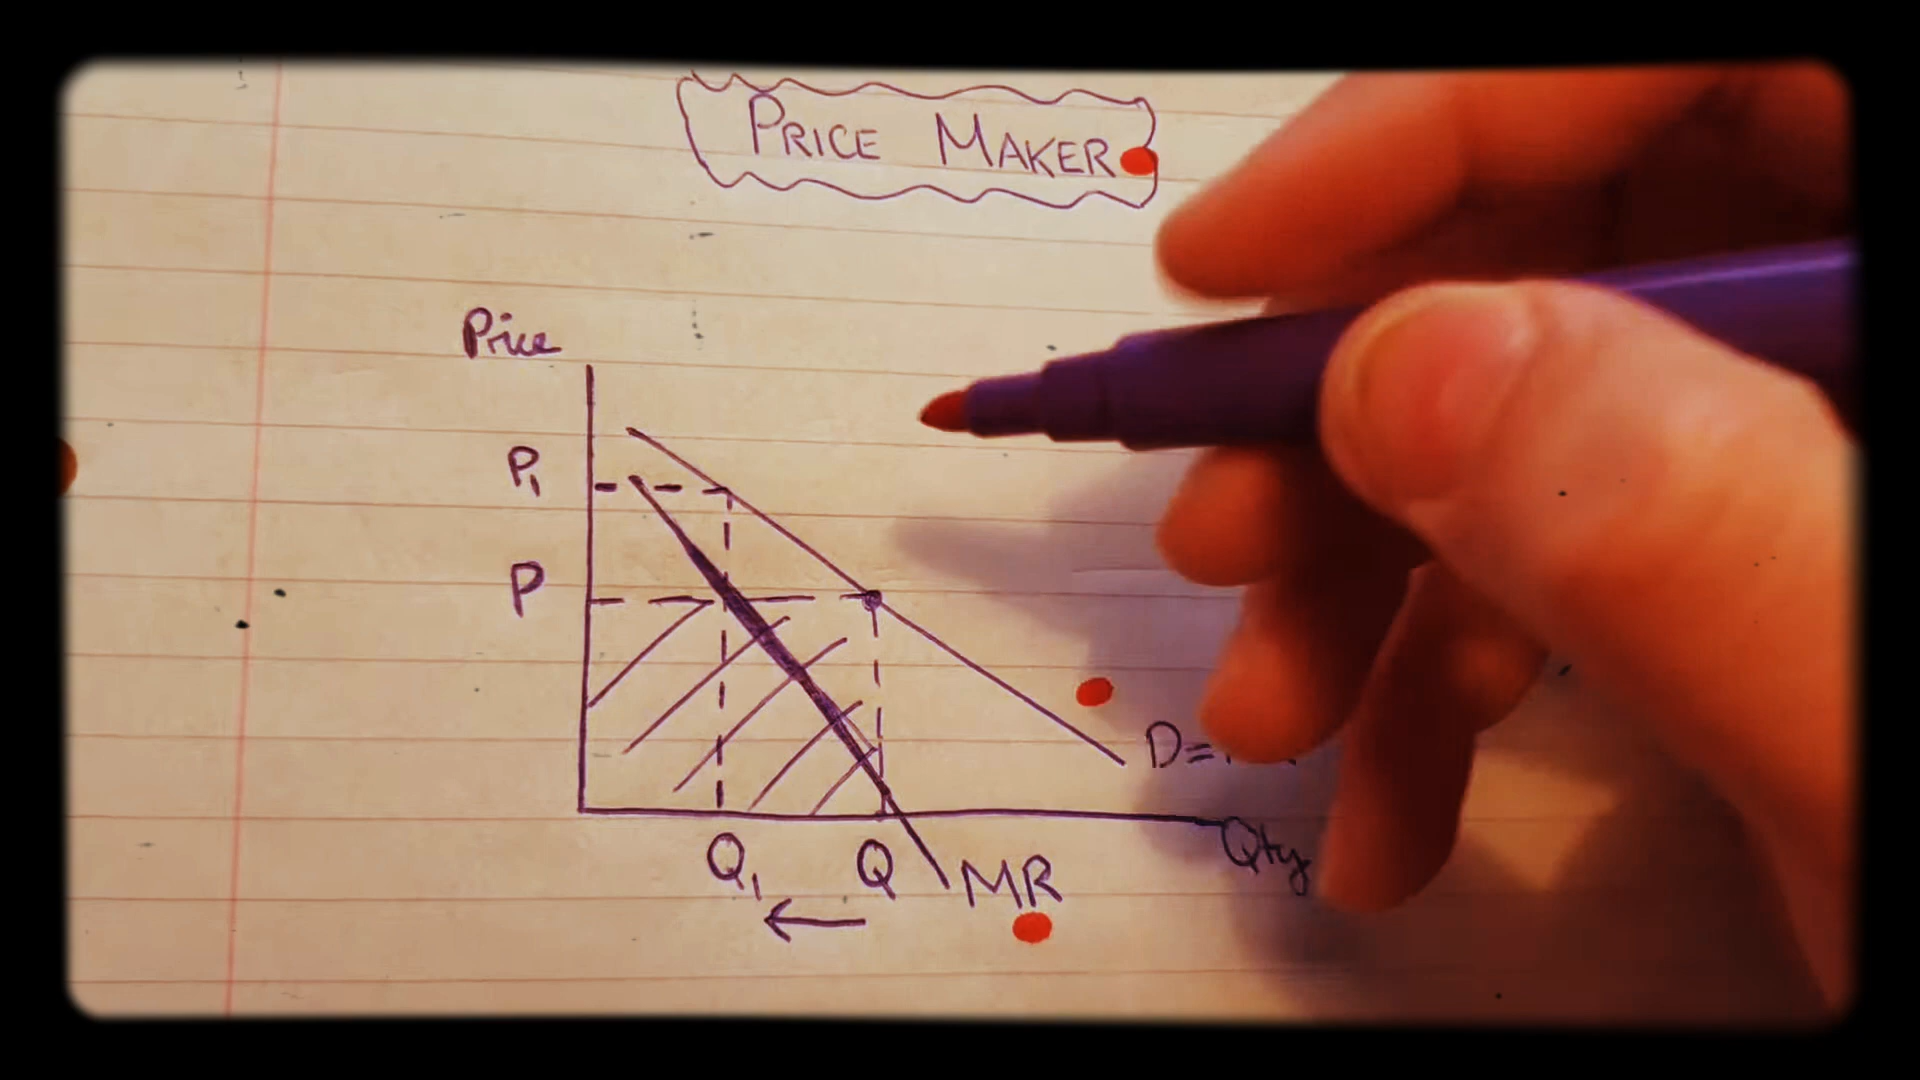 PRICE MAKER
Price
P₁
P
D=
Qty
Q₁ Q MR